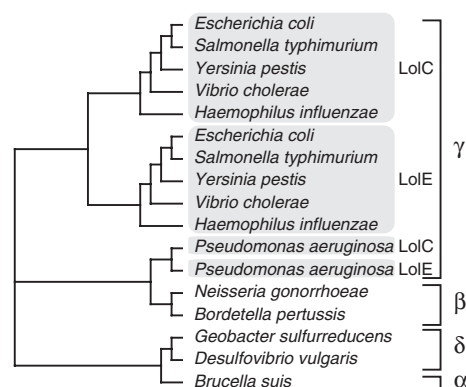 Escherichia coli
Salmonella typhimurium
Yersinia pestis LolC
Vibrio cholerae
Haemophilus influenzae
γ
Escherichia coli
Salmonella typhimurium
Yersinia pestis LolE
Vibrio cholerae
Haemophilus influenzae
Pseudomonas aeruginosa LolC
Pseudomonas aeruginosa LolE
Neisseria gonorrhoeae
β
Bordetella pertussis
Geobacter sulfurreducens
δ
Desulfovibrio vulgaris
Brucella suis α